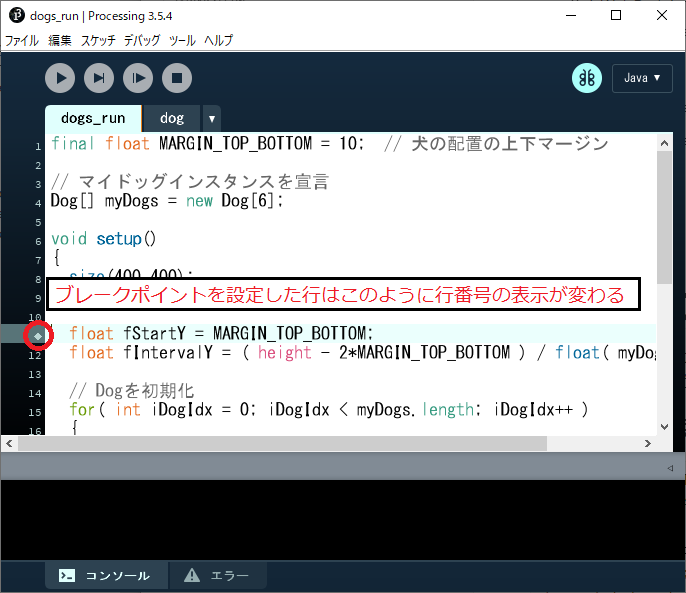 dogs_run | Processing 3.5.4
ファイル 編集 スケッチ デバッグ ツール ヘルプ
Java ▼
dogs_run dog ▼
1 final float MARGIN_TOP_BOTTOM = 10; // 犬の配置の上下マージン
2
3 // マイドッグインスタンスを宣言
4 Dog[] myDogs = new Dog[6];
5
6 void setup()
7 {
8 size(400,400);
9 ブレークポイントを設定した行はこのように行番号の表示が変わる
10
float fStartY = MARGIN_TOP_BOTTOM;
12 float fIntervalY = ( height - 2*MARGIN_TOP_BOTTOM ) / float( myDog
13
14 // Dogを初期化
15 for( int iDogIdx = 0; iDogIdx < myDogs.length; iDogIdx++ )
16 {
コンソール エラー